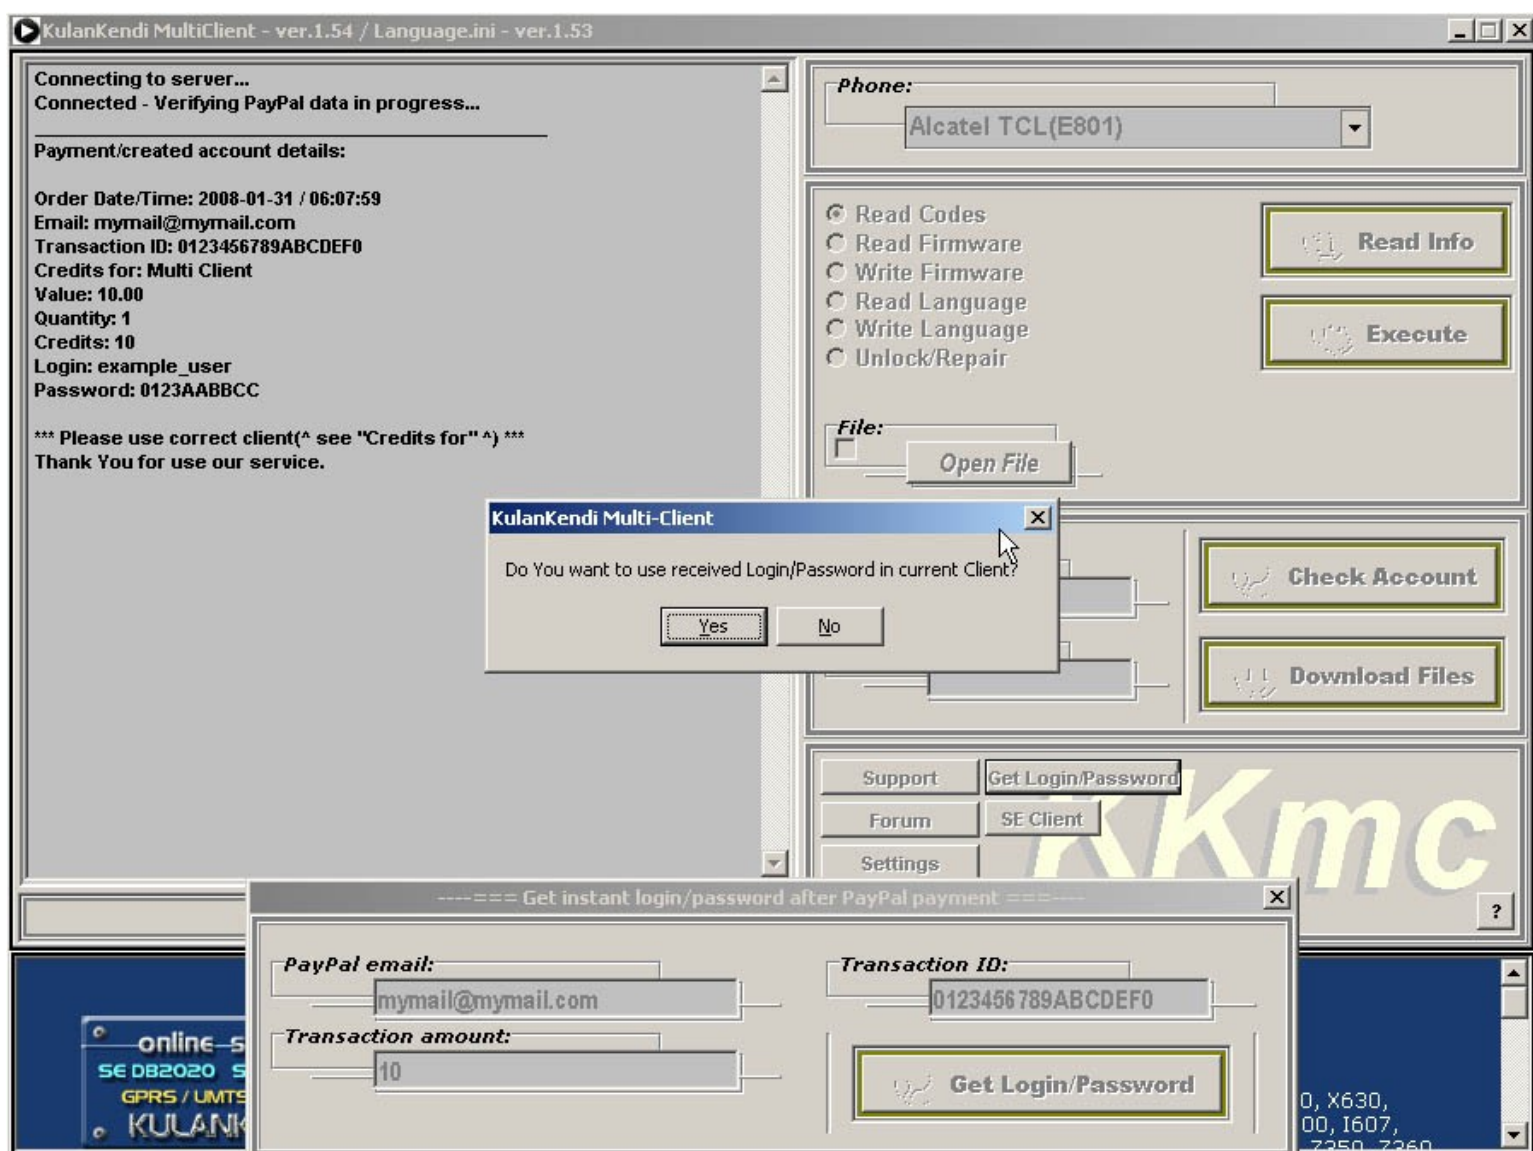 KulanKendi MultiClient - ver.1.54 / Language.ini - ver.1.53
Connecting to server...
Connected - Verifying PayPal data in progress...
Payment/created account details:
Order Date/Time: 2008-01-31 / 06:07:59
Email: mymail@mymail.com
Transaction ID: 0123456789ABCDEF0
Credits for: Multi Client
Value: 10.00
Quantity: 1
Credits: 10
Login: example_user
Password: 0123AABBCC
*** Please use correct client(^ see "Credits for" ^) ***
Thank You for use our service.
Phone:
Alcatel TCL(E801)
Read Codes
Read Firmware
Write Firmware
Read Language
Write Language
Unlock/Repair
Read Info
Execute
File:
Open File
KulanKendi Multi-Client
Do You want to use received Login/Password in current Client?
Yes
No
Check Account
Download Files
Support
Get Login/Password
Forum
SE Client
Settings
KKmc
?
----=== Get instant login/password after PayPal payment ===----
PayPal email:
mymail@mymail.com
Transaction ID:
0123456789ABCDEF0
Transaction amount:
10
Get Login/Password
online s
SE DB2020 S
GPRS / UMTS
KULANK
0, X630,
00, I607,
Z350, Z360